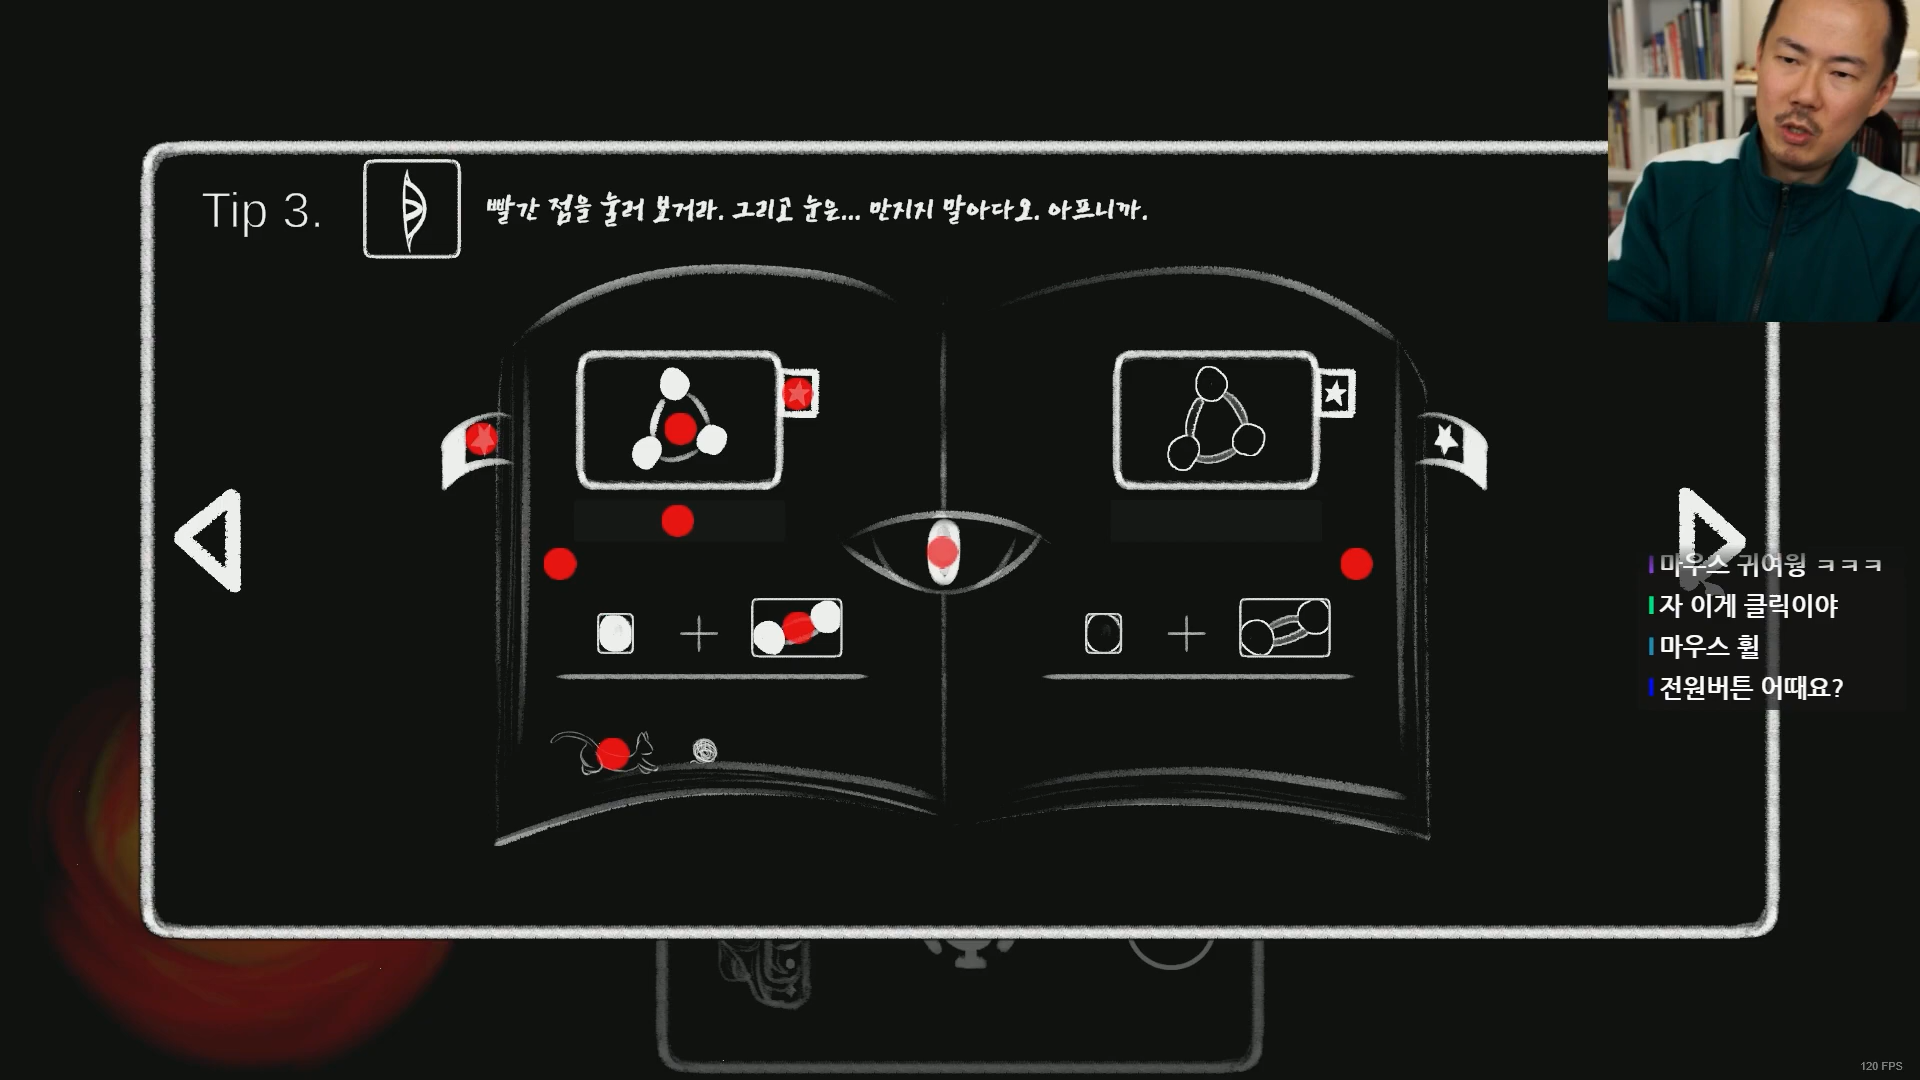 Tip 3.
빨간 점을 눌러 보거라. 그리고 눈은... 만지지 말아다오. 아프니까.
마우스 귀여웡 ㅋㅋㅋ
자 이게 클릭이야
마우스 휠
전원버튼 어때요?
120 FPS